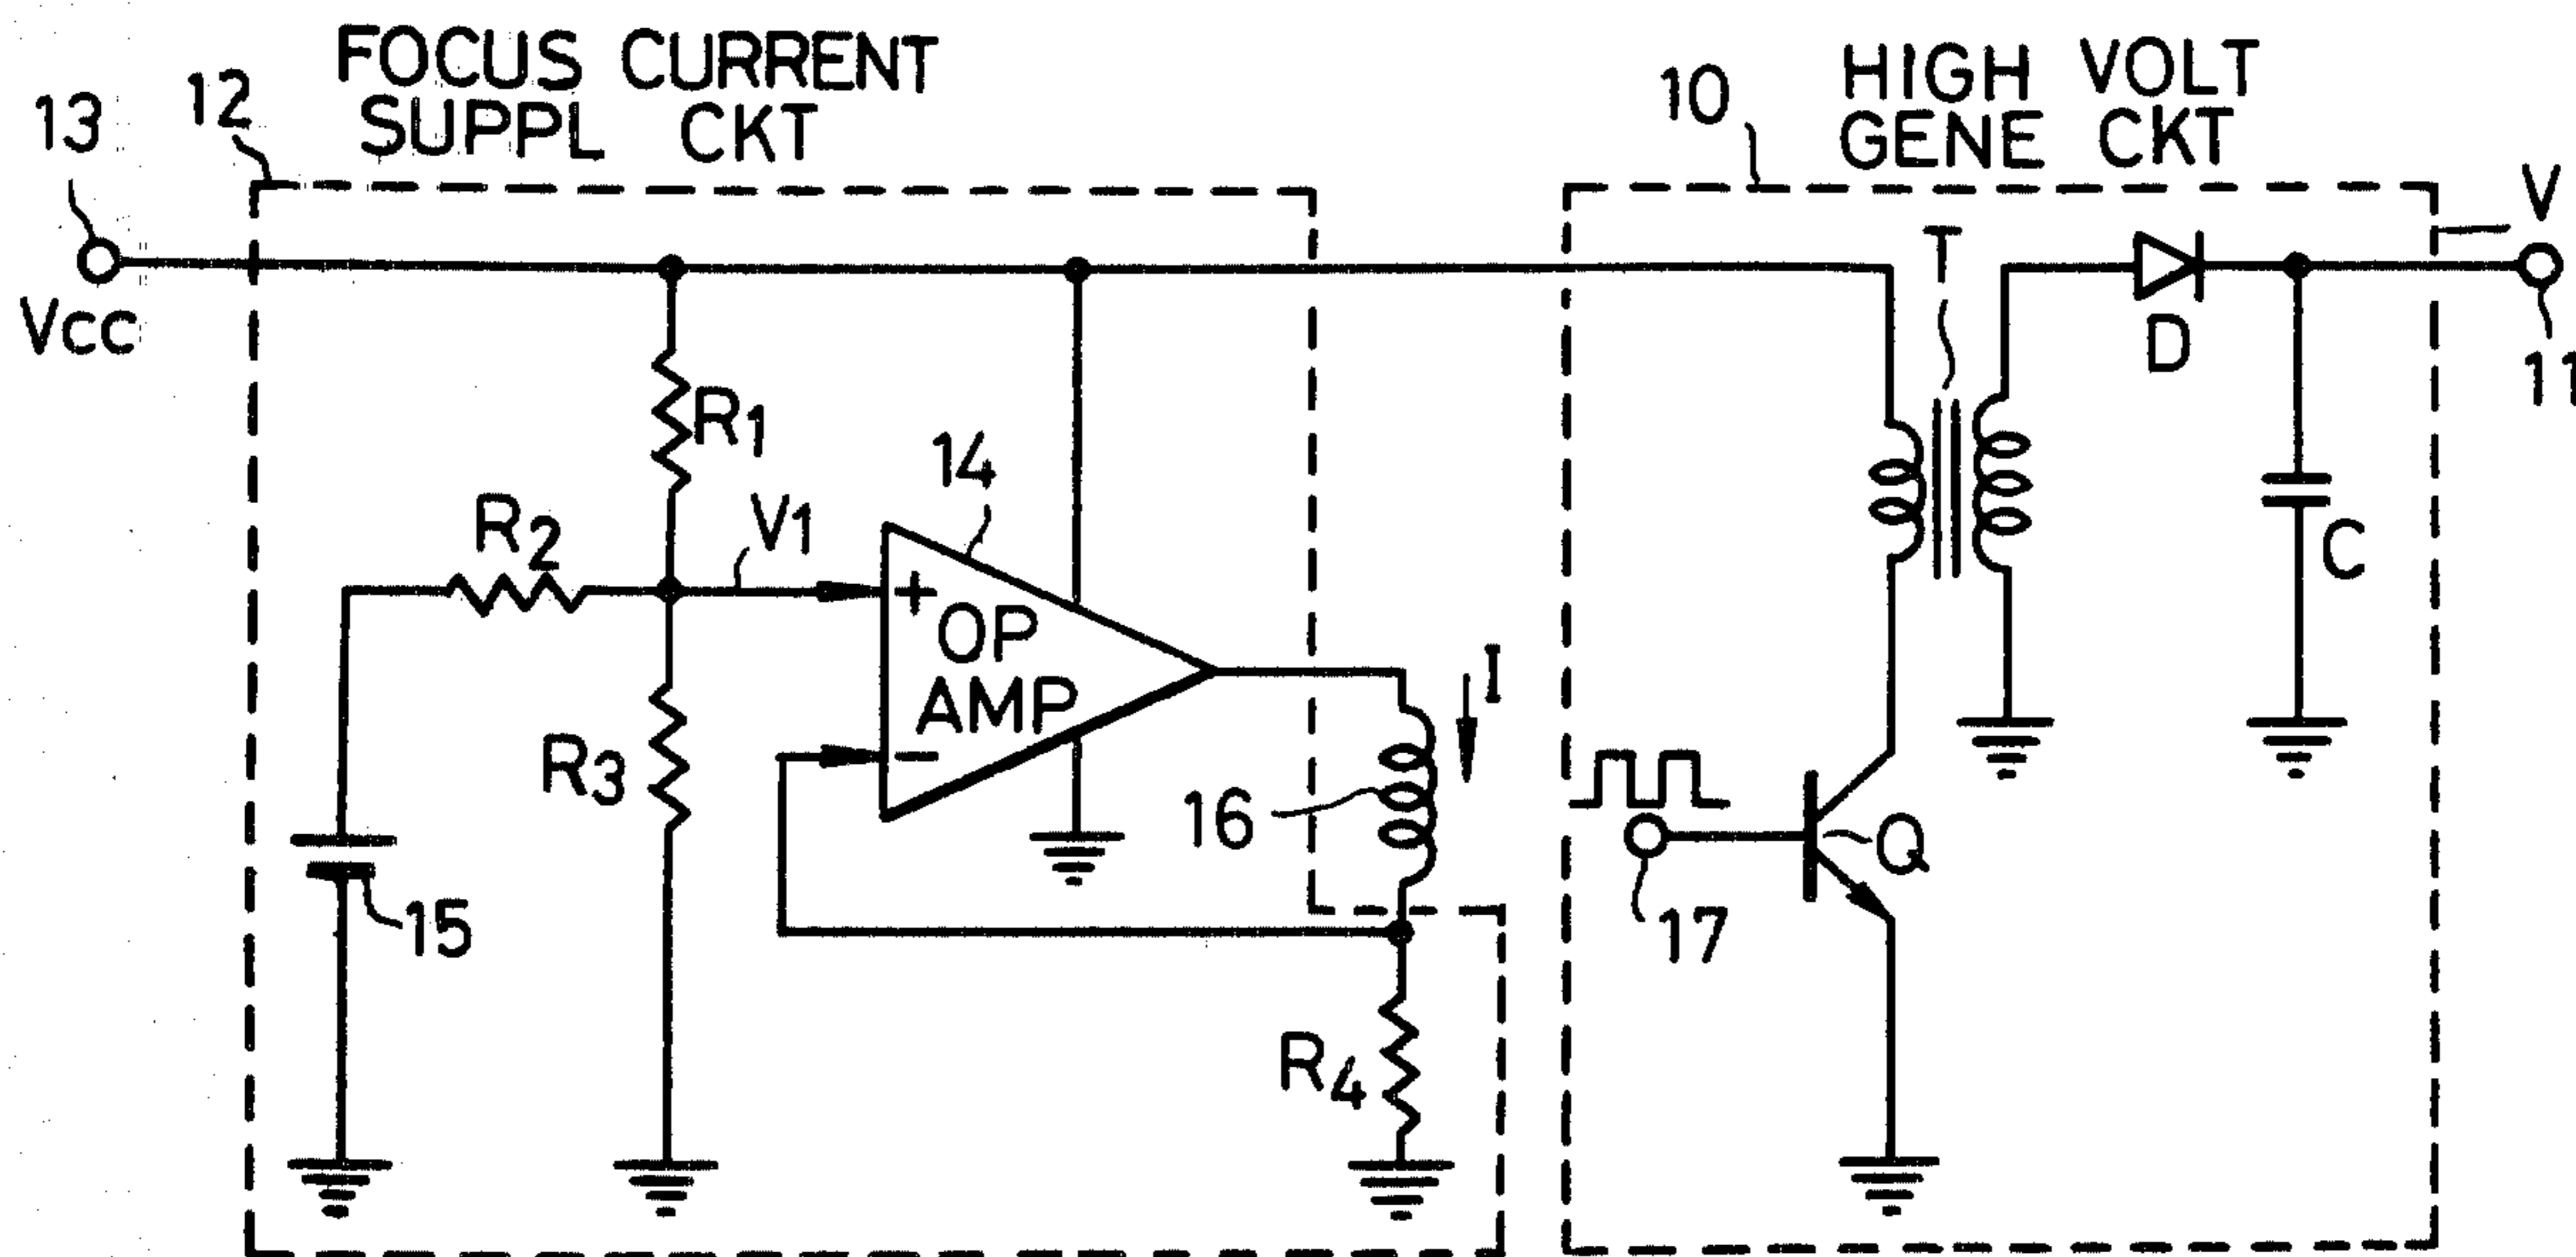 FOCUS CURRENT
SUPPL CKT
HIGH VOLT
GENE CKT
13
12
10
V
T
Vcc
D
11
R1
14
R2
V1
+
OP
AMP
-
C
I
R3
16
Q
15
17
R4